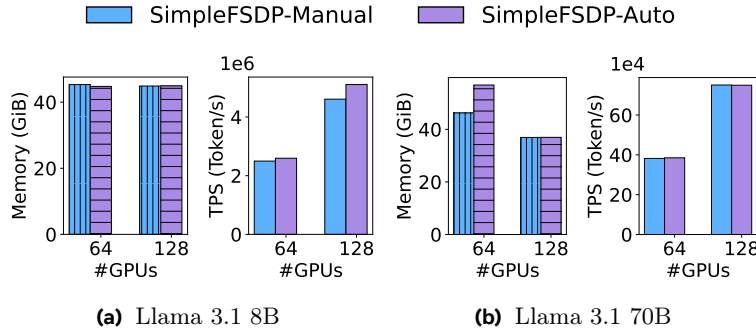 SimpleFSDP-Manual SimpleFSDP-Auto
Memory (GiB)
40
20
0
64 128
#GPUs
1e6
TPS (Token/s)
4
2
0
64 128
#GPUs
Memory (GiB)
40
20
0
64 128
#GPUs
1e4
TPS (Token/s)
80
60
40
20
0
64 128
#GPUs
(a) Llama 3.1 8B
(b) Llama 3.1 70B